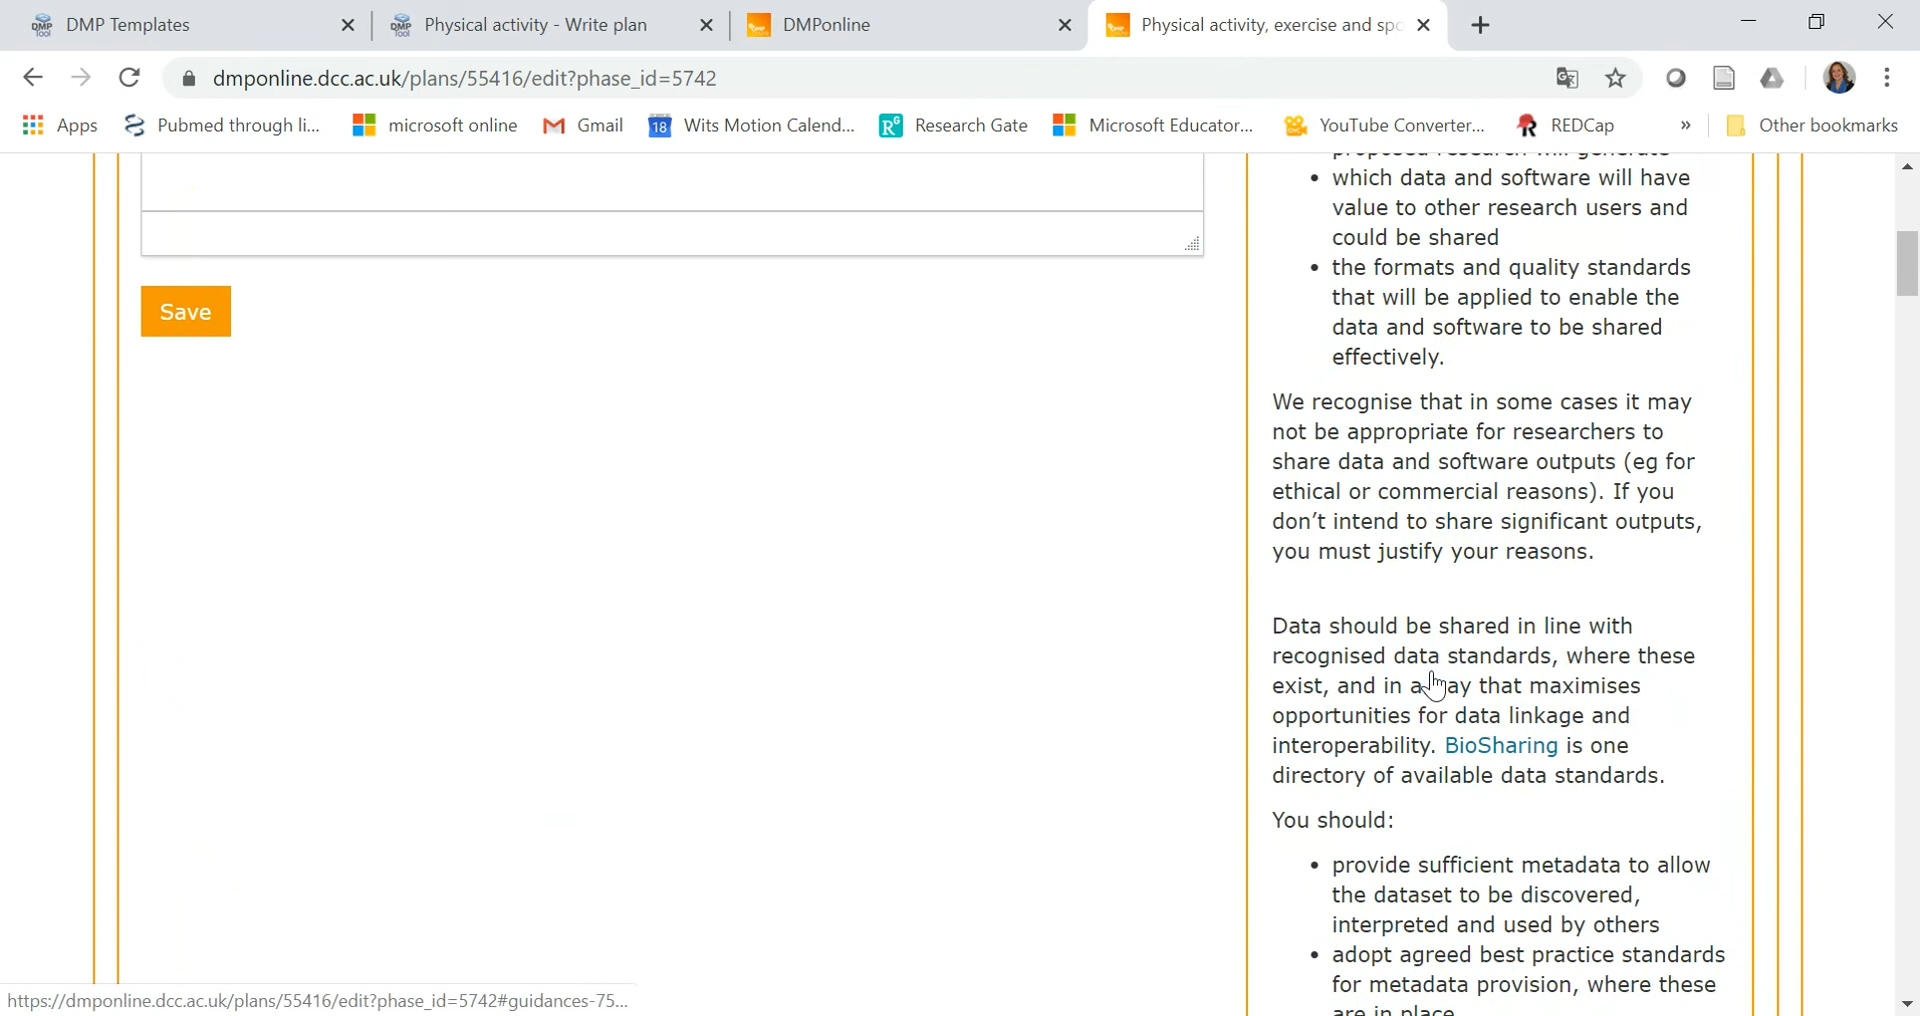 DMP Templates
Physical activity - Write plan
DMPonline
Physical activity, exercise and spo
dmponline.dcc.ac.uk/plans/55416/edit?phase_id=5742
Apps
Pubmed through li...
microsoft online
Gmail
18
Wits Motion Calend...
Research Gate
Microsoft Educator...
YouTube Converter...
REDCap
»
Other bookmarks
• which data and software will have
value to other research users and
could be shared
• the formats and quality standards
that will be applied to enable the
data and software to be shared
effectively.
Save
We recognise that in some cases it may
not be appropriate for researchers to
share data and software outputs (eg for
ethical or commercial reasons). If you
don't intend to share significant outputs,
you must justify your reasons.
Data should be shared in line with
recognised data standards, where these
exist, and in a way that maximises
opportunities for data linkage and
interoperability. BioSharing is one
directory of available data standards.
You should:
• provide sufficient metadata to allow
the dataset to be discovered,
interpreted and used by others
• adopt agreed best practice standards
for metadata provision, where these
are in place
https://dmponline.dcc.ac.uk/plans/55416/edit?phase_id=5742#guidances-75...